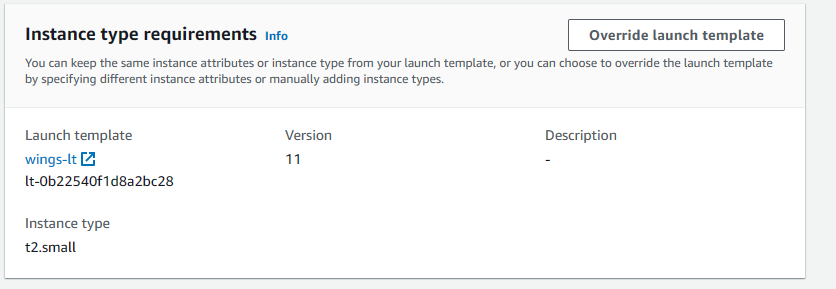 Instance type requirements Info
Override launch template
You can keep the same instance attributes or instance type from your launch template, or you can choose to override the launch template
by specifying different instance attributes or manually adding instance types.
Launch template
wings-lt
lt-0b22540f1d8a2bc28
Version
11
Description
-
Instance type
t2.small